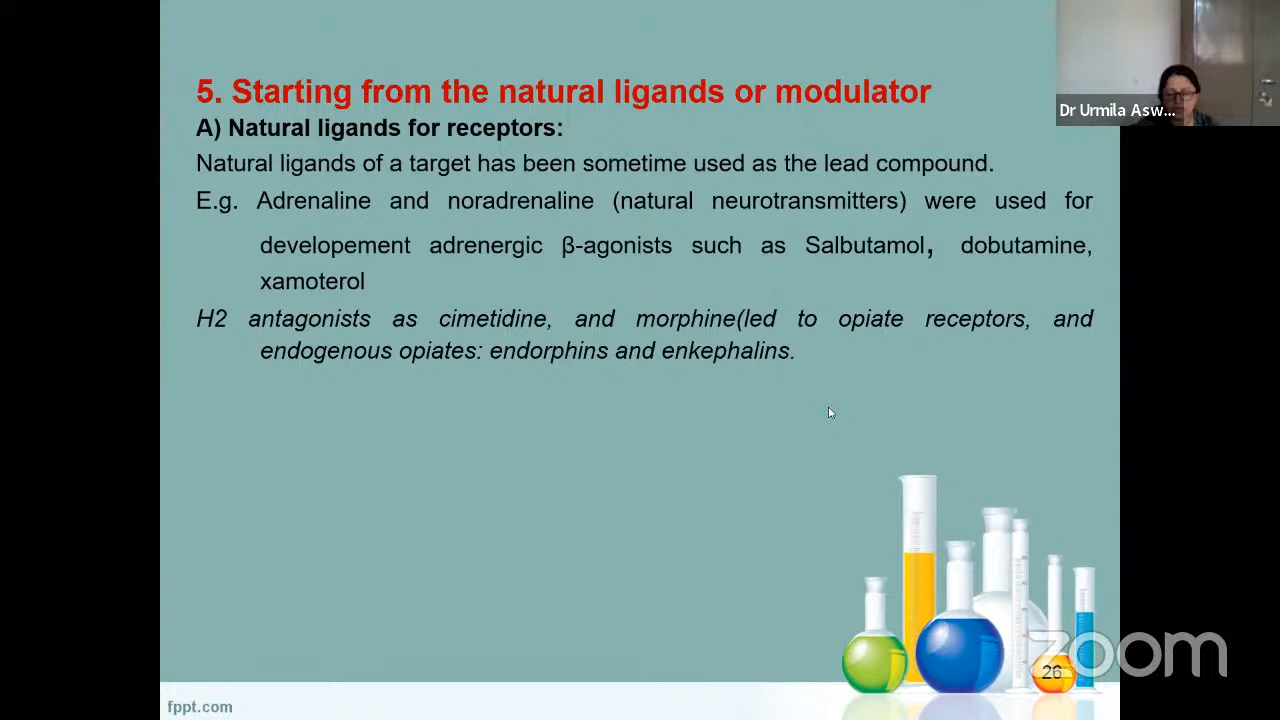 5. Starting from the natural ligands or modulator
A) Natural ligands for receptors:
Natural ligands of a target has been sometime used as the lead compound.
E.g. Adrenaline and noradrenaline (natural neurotransmitters) were used for
developement adrenergic β-agonists such as Salbutamol, dobutamine,
xamoterol
H2 antagonists as cimetidine, and morphine(led to opiate receptors, and
endogenous opiates: endorphins and enkephalins.
Dr Urmila Asw...
zoom
26
fppt.com